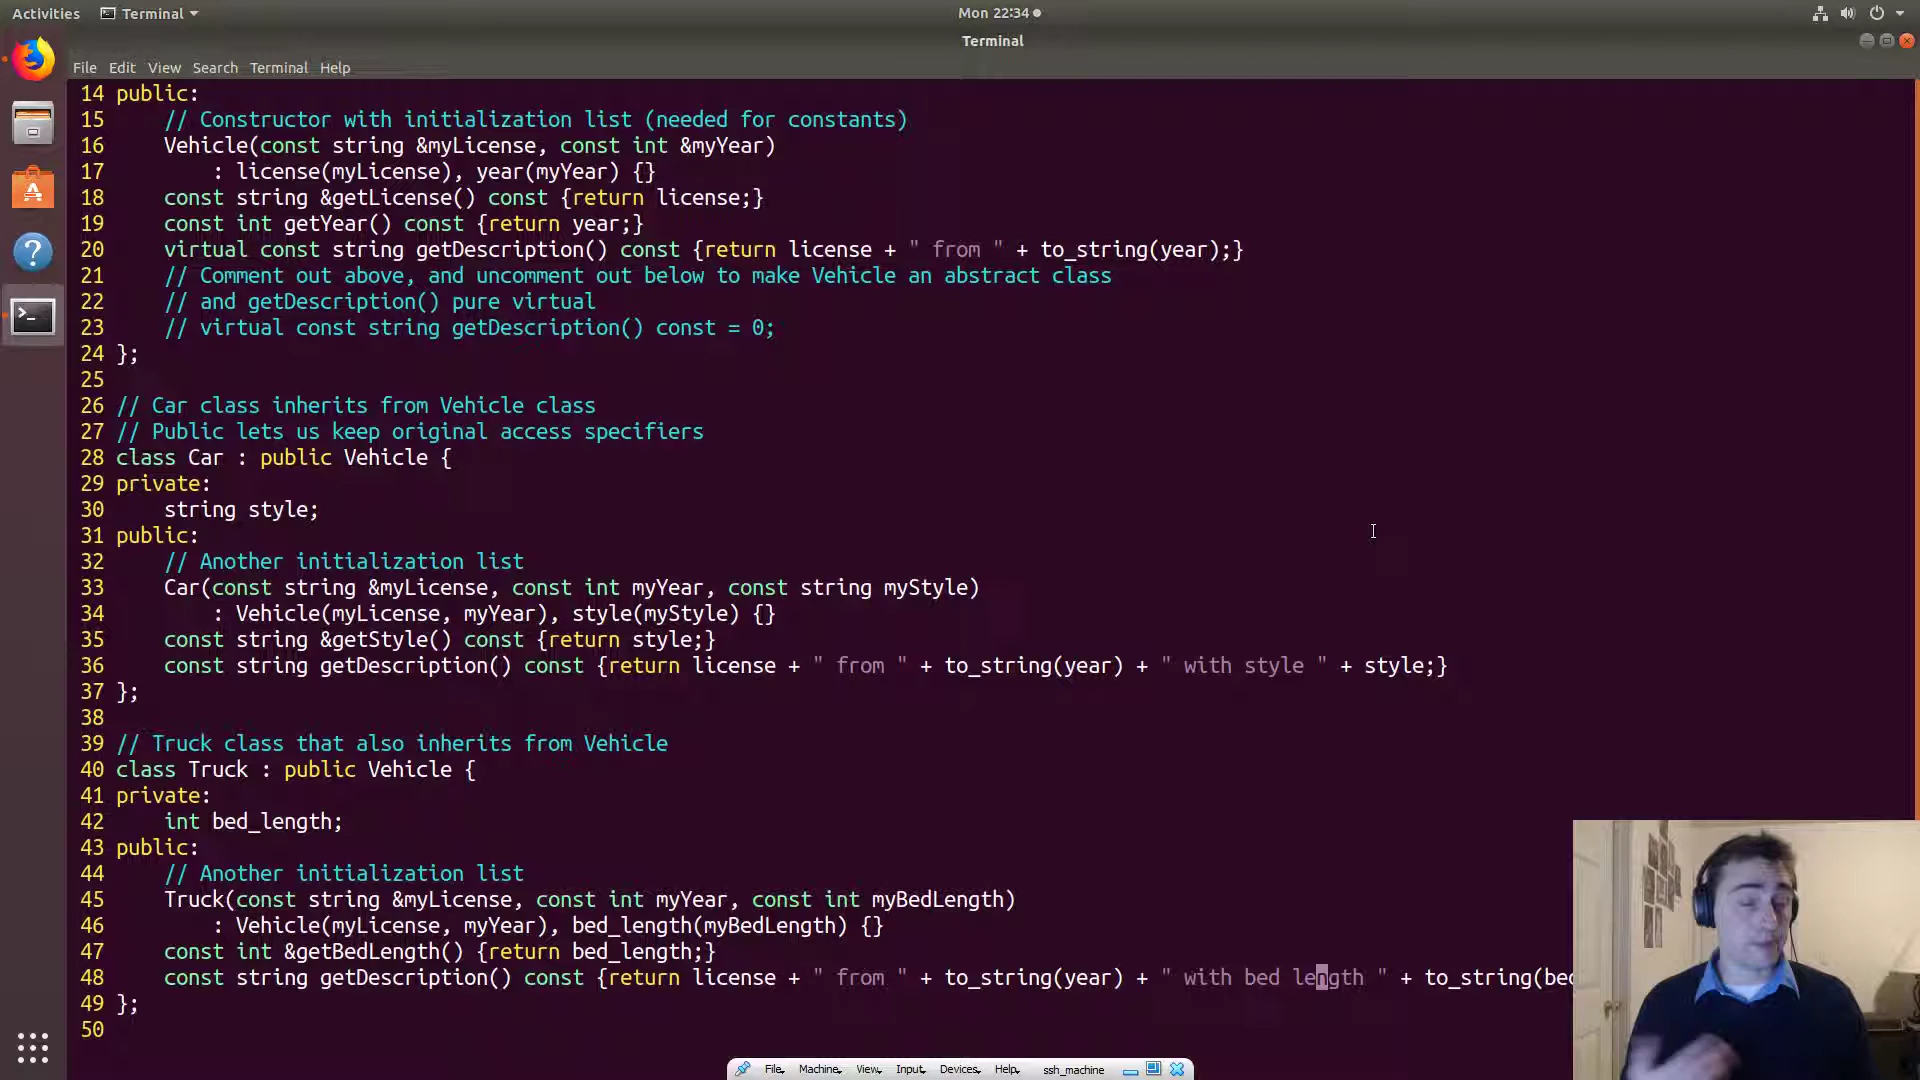 Activities Terminal Mon 22:34
Terminal
File Edit View Search Terminal Help
14 public:
15     // Constructor with initialization list (needed for constants)
16     Vehicle(const string &myLicense, const int &myYear)
17         : license(myLicense), year(myYear) {}
18     const string &getLicense() const {return license;}
19     const int getYear() const {return year;}
20     virtual const string getDescription() const {return license + " from " + to_string(year);}
21     // Comment out above, and uncomment out below to make Vehicle an abstract class
22     // and getDescription() pure virtual
23     // virtual const string getDescription() const = 0;
24 };
25
26 // Car class inherits from Vehicle class
27 // Public lets us keep original access specifiers
28 class Car : public Vehicle {
29 private:
30     string style;
31 public:
32     // Another initialization list
33     Car(const string &myLicense, const int myYear, const string myStyle)
34         : Vehicle(myLicense, myYear), style(myStyle) {}
35     const string &getStyle() const {return style;}
36     const string getDescription() const {return license + " from " + to_string(year) + " with style " + style;}
37 };
38
39 // Truck class that also inherits from Vehicle
40 class Truck : public Vehicle {
41 private:
42     int bed_length;
43 public:
44     // Another initialization list
45     Truck(const string &myLicense, const int myYear, const int myBedLength)
46         : Vehicle(myLicense, myYear), bed_length(myBedLength) {}
47     const int &getBedLength() {return bed_length;}
48     const string getDescription() const {return license + " from " + to_string(year) + " with bed length " + to_string(bed
49 };
50
File Machine View Input Devices Help ssh_machine